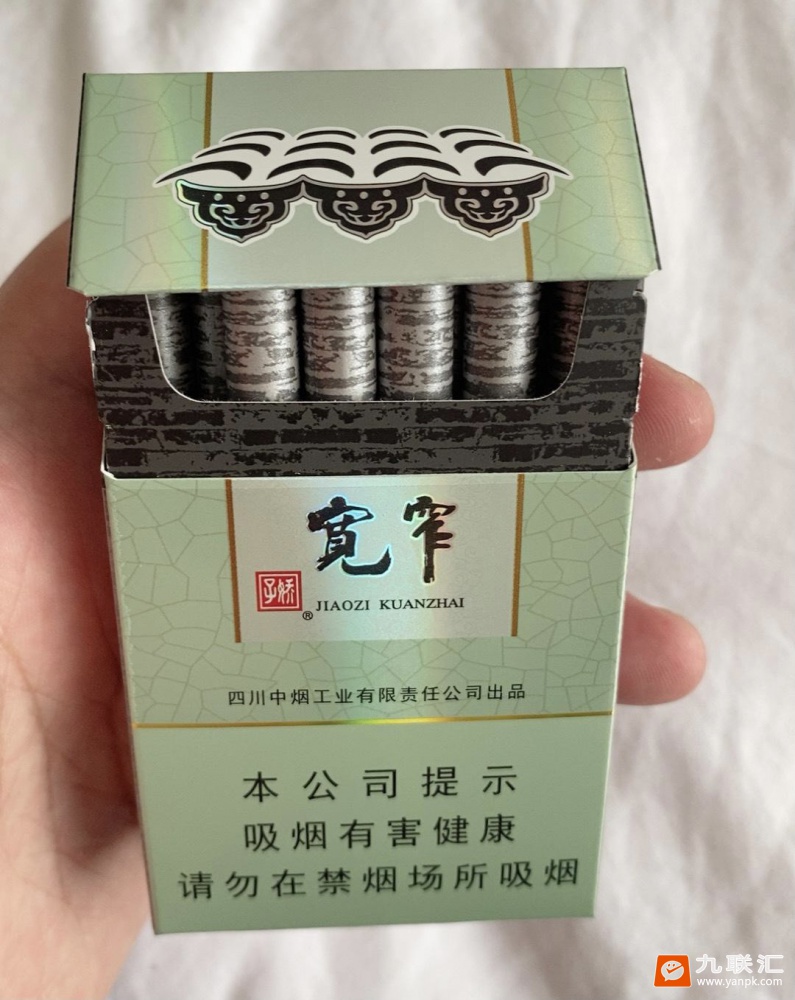 宽窄
娇子
®
JIAOZI KUANZHAI
四川中烟工业有限责任公司出品
本公司提示
吸烟有害健康
请勿在禁烟场所吸烟
九联汇
www.yanpk.com